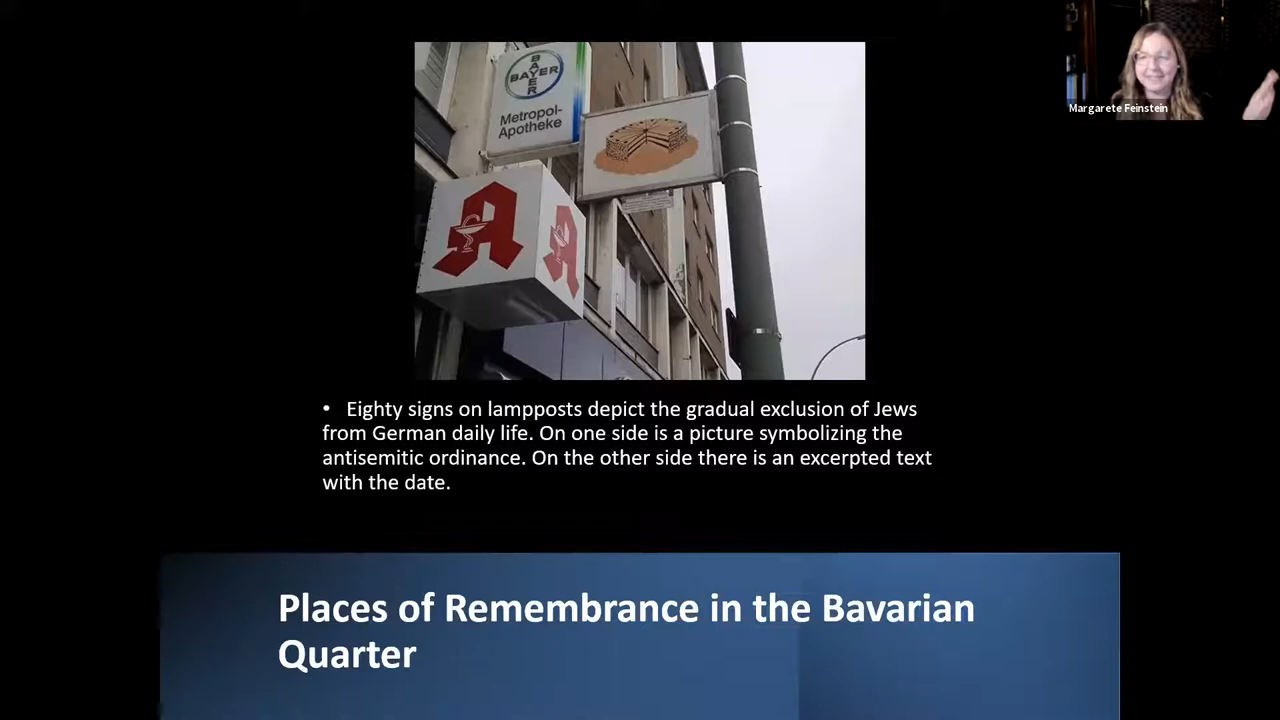 BAYER
BAYER
Metropol-
Apotheke
A
A
Margarete Feinstein
• Eighty signs on lampposts depict the gradual exclusion of Jews
from German daily life. On one side is a picture symbolizing the
antisemitic ordinance. On the other side there is an excerpted text
with the date.
Places of Remembrance in the Bavarian
Quarter